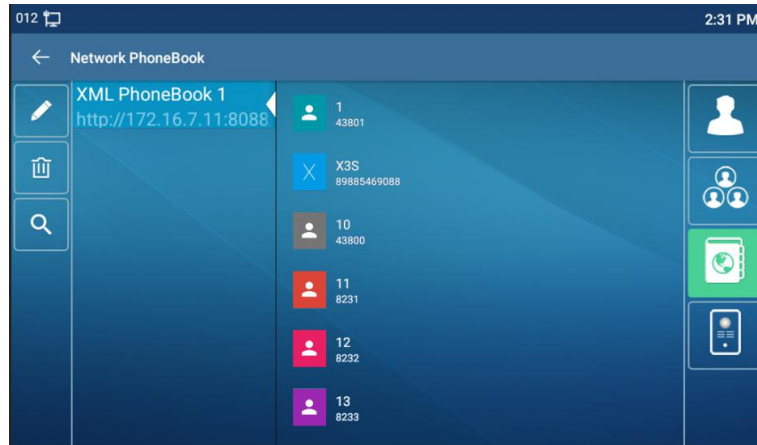 012
2:31 PM
Network PhoneBook
XML PhoneBook 1
http://172.16.7.11:8088
1
43801
X
X3S
89885469088
10
43800
11
8231
12
8232
13
8233